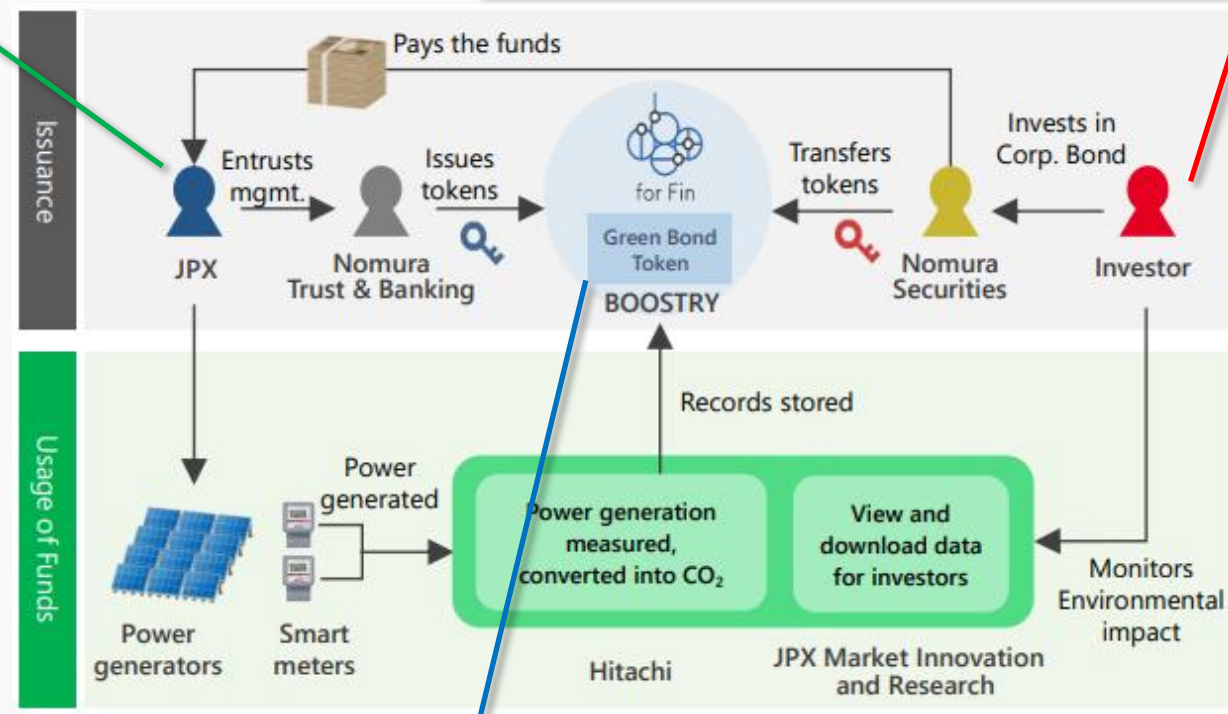 Issuance
Pays the funds
Entrusts
mgmt.
Issues
tokens
for Fin
Green Bond
Token
BOOSTRY
Transfers
tokens
Invests in
Corp. Bond
JPX
Nomura
Trust & Banking
Nomura
Securities
Investor
Usage of Funds
Records stored
Power
generated
Power generation
measured,
converted into CO₂
View and
download data
for investors
Monitors
Environmental
impact
Power
generators
Smart
meters
Hitachi
JPX Market Innovation
and Research